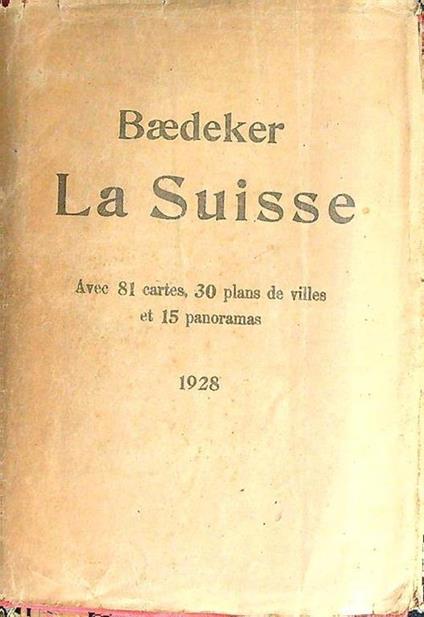 Bædeker
La Suisse
Avec 81 cartes, 30 plans de villes
et 15 panoramas
1928